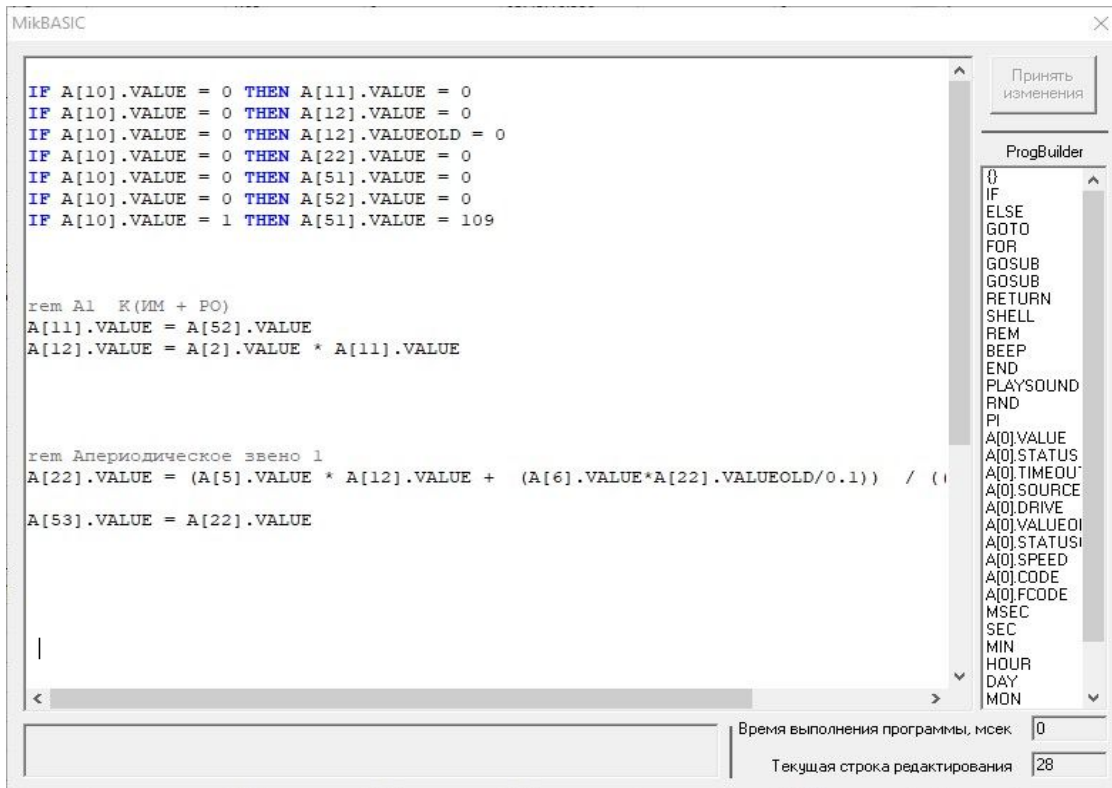 MikBASIC
IF A[10].VALUE = 0 THEN A[11].VALUE = 0
IF A[10].VALUE = 0 THEN A[12].VALUE = 0
IF A[10].VALUE = 0 THEN A[12].VALUEOLD = 0
IF A[10].VALUE = 0 THEN A[22].VALUE = 0
IF A[10].VALUE = 0 THEN A[51].VALUE = 0
IF A[10].VALUE = 0 THEN A[52].VALUE = 0
IF A[10].VALUE = 1 THEN A[51].VALUE = 109
rem A1 К(ИМ + РО)
A[11].VALUE = A[52].VALUE
A[12].VALUE = A[2].VALUE * A[11].VALUE
rem Апериодическое звено 1
A[22].VALUE = (A[5].VALUE * A[12].VALUE + (A[6].VALUE*A[22].VALUEOLD/0.1)) / ((
A[53].VALUE = A[22].VALUE
Принять
изменения
ProgBuilder
{}
IF
ELSE
GOTO
FOR
GOSUB
GOSUB
RETURN
SHELL
REM
BEEP
END
PLAYSOUND
RND
PI
A[0].VALUE
A[0].STATUS
A[0].TIMEOU
A[0].SOURCE
A[0].DRIVE
A[0].VALUEOl
A[0].STATUS
A[0].SPEED
A[0].CODE
A[0].FCODE
MSEC
SEC
MIN
HOUR
DAY
MON
Время выполнения программы, мсек 0
Текущая строка редактирования 28